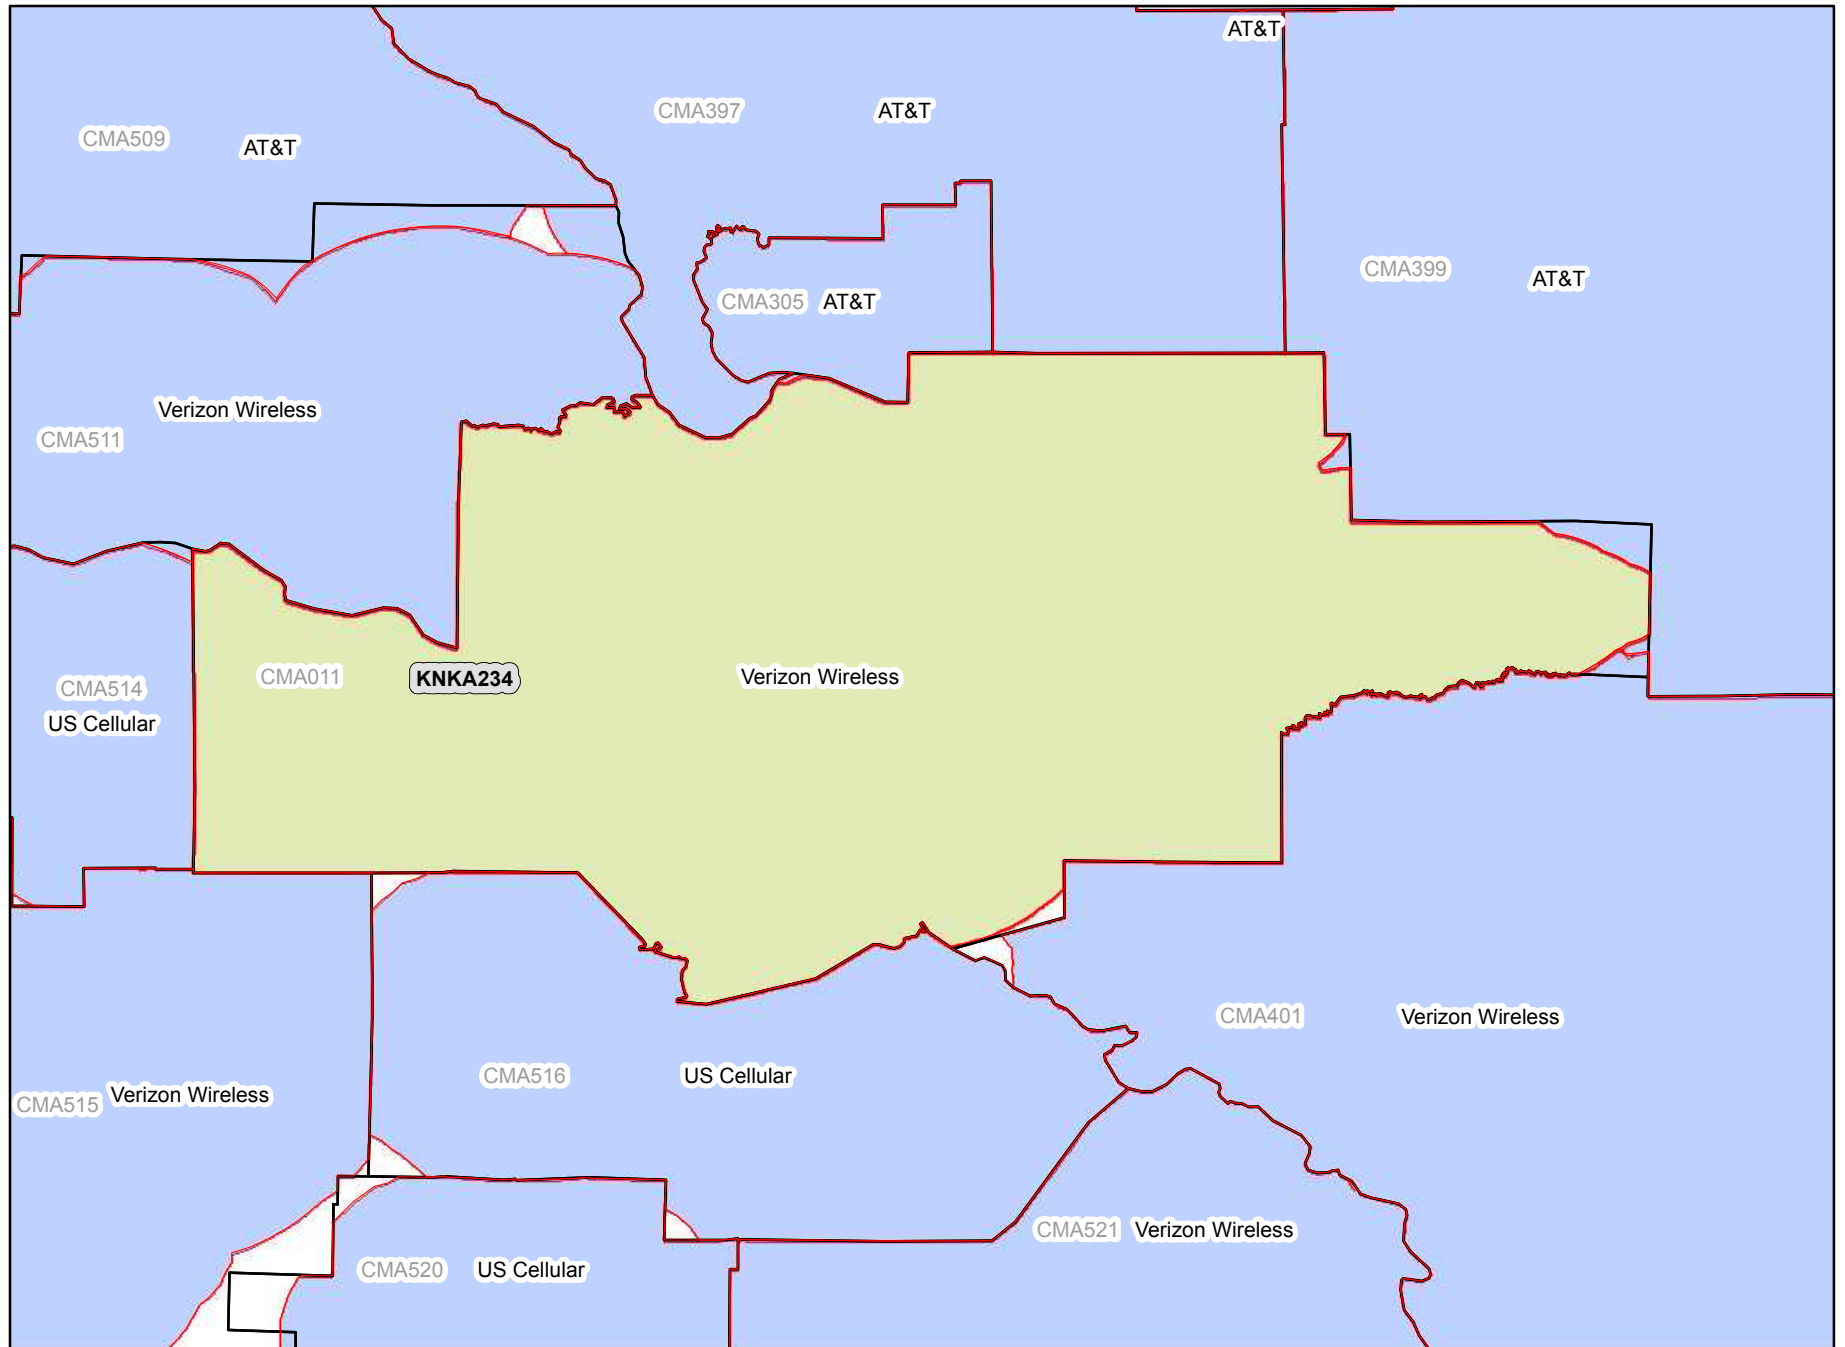 AT&T
CMA397 AT&T
CMA509 AT&T
CMA399 AT&T
CMA305 AT&T
Verizon Wireless
CMA511
CMA011 KNKA234 Verizon Wireless
CMA514
US Cellular
CMA401 Verizon Wireless
CMA516 US Cellular
CMA515 Verizon Wireless
CMA521 Verizon Wireless
CMA520 US Cellular